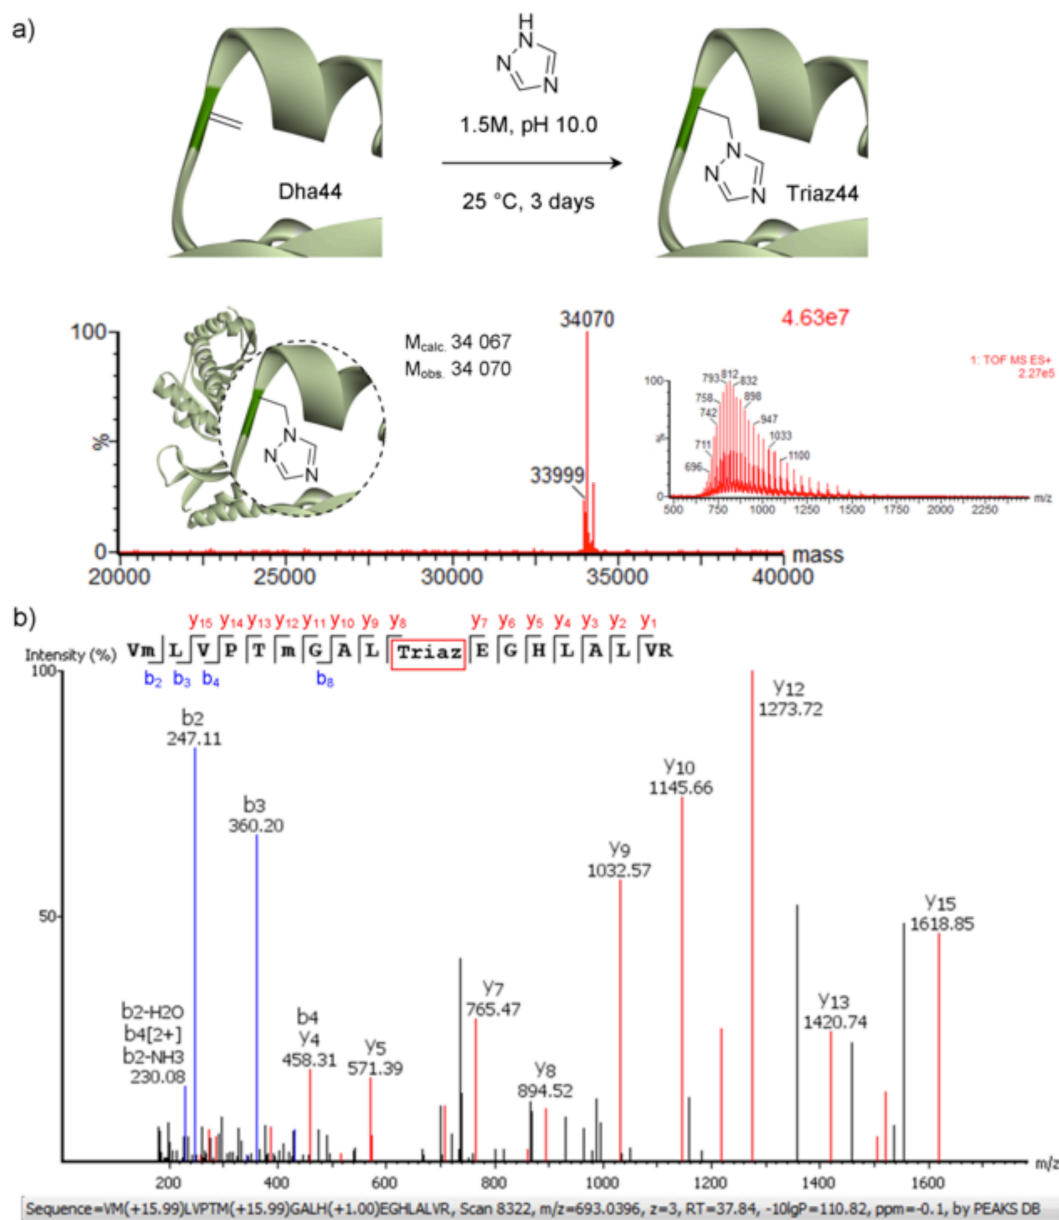 a)
H
N
N
N
1.5M, pH 10.0
25 °C, 3 days
Dha44
N
N
N
Triaz44
100
%
0
20000 25000 30000 35000 40000 mass
34070
33999
4.63e7
Mcalc. 34 067
Mobs. 34 070
N
N
N
1: TOF MS ES+
2.27e5
100
%
0
793 812 832
758 898
742 947
711 1033
696 1100
500 750 1000 1250 1500 1750 2000 2250 m/z
b)
y15 y14 y13 y12 y11 y10 y9 y8 y7 y6 y5 y4 y3 y2 y1
V m L V P T m G A L Triaz E G H L A L V R
b2 b3 b4 b8
Intensity (%)
100
50
b2
247.11
b3
360.20
b2-H2O
b4[2+]
b2-NH3
230.08
b4
y4
458.31
y5
571.39
y7
765.47
y8
894.52
y9
1032.57
y10
1145.66
y12
1273.72
y13
1420.74
y15
1618.85
200 400 600 800 1000 1200 1400 1600 m/z
Sequence=VM(+15.99)LVPTM(+15.99)GALH(+1.00)EGHLALVR, Scan 8322, m/z=693.0396, z=3, RT=37.84, -10lgP=110.82, ppm=-0.1, by PEAKS DB